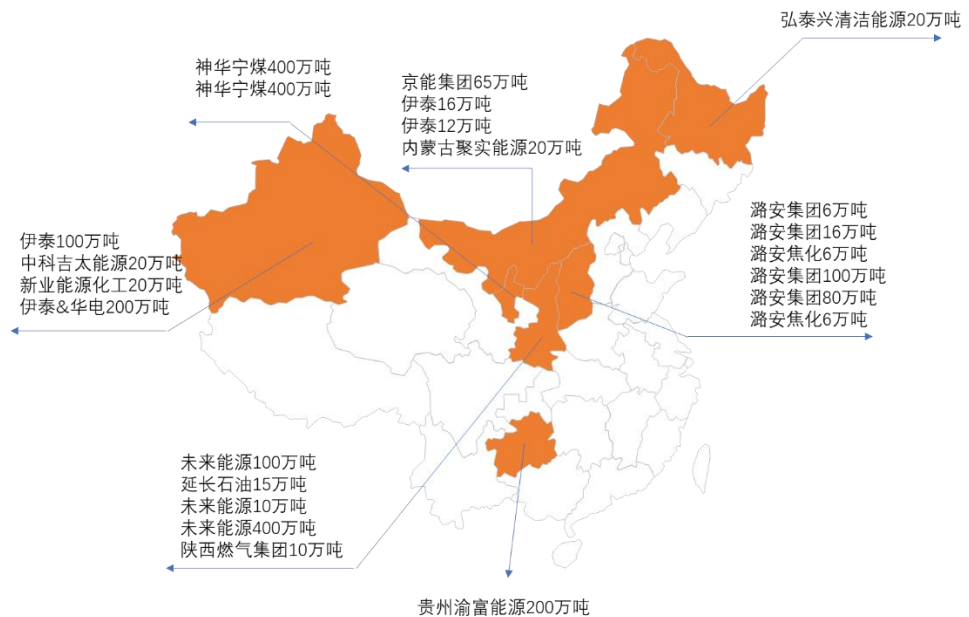 弘泰兴清洁能源20万吨
神华宁煤400万吨
神华宁煤400万吨
京能集团65万吨
伊泰16万吨
伊泰12万吨
内蒙古聚实能源20万吨
潞安集团6万吨
潞安集团16万吨
潞安焦化6万吨
潞安集团100万吨
潞安集团80万吨
潞安焦化6万吨
伊泰100万吨
中科吉太能源20万吨
新业能源化工20万吨
伊泰&华电200万吨
未来能源100万吨
延长石油15万吨
未来能源10万吨
未来能源400万吨
陕西燃气集团10万吨
贵州渝富能源200万吨